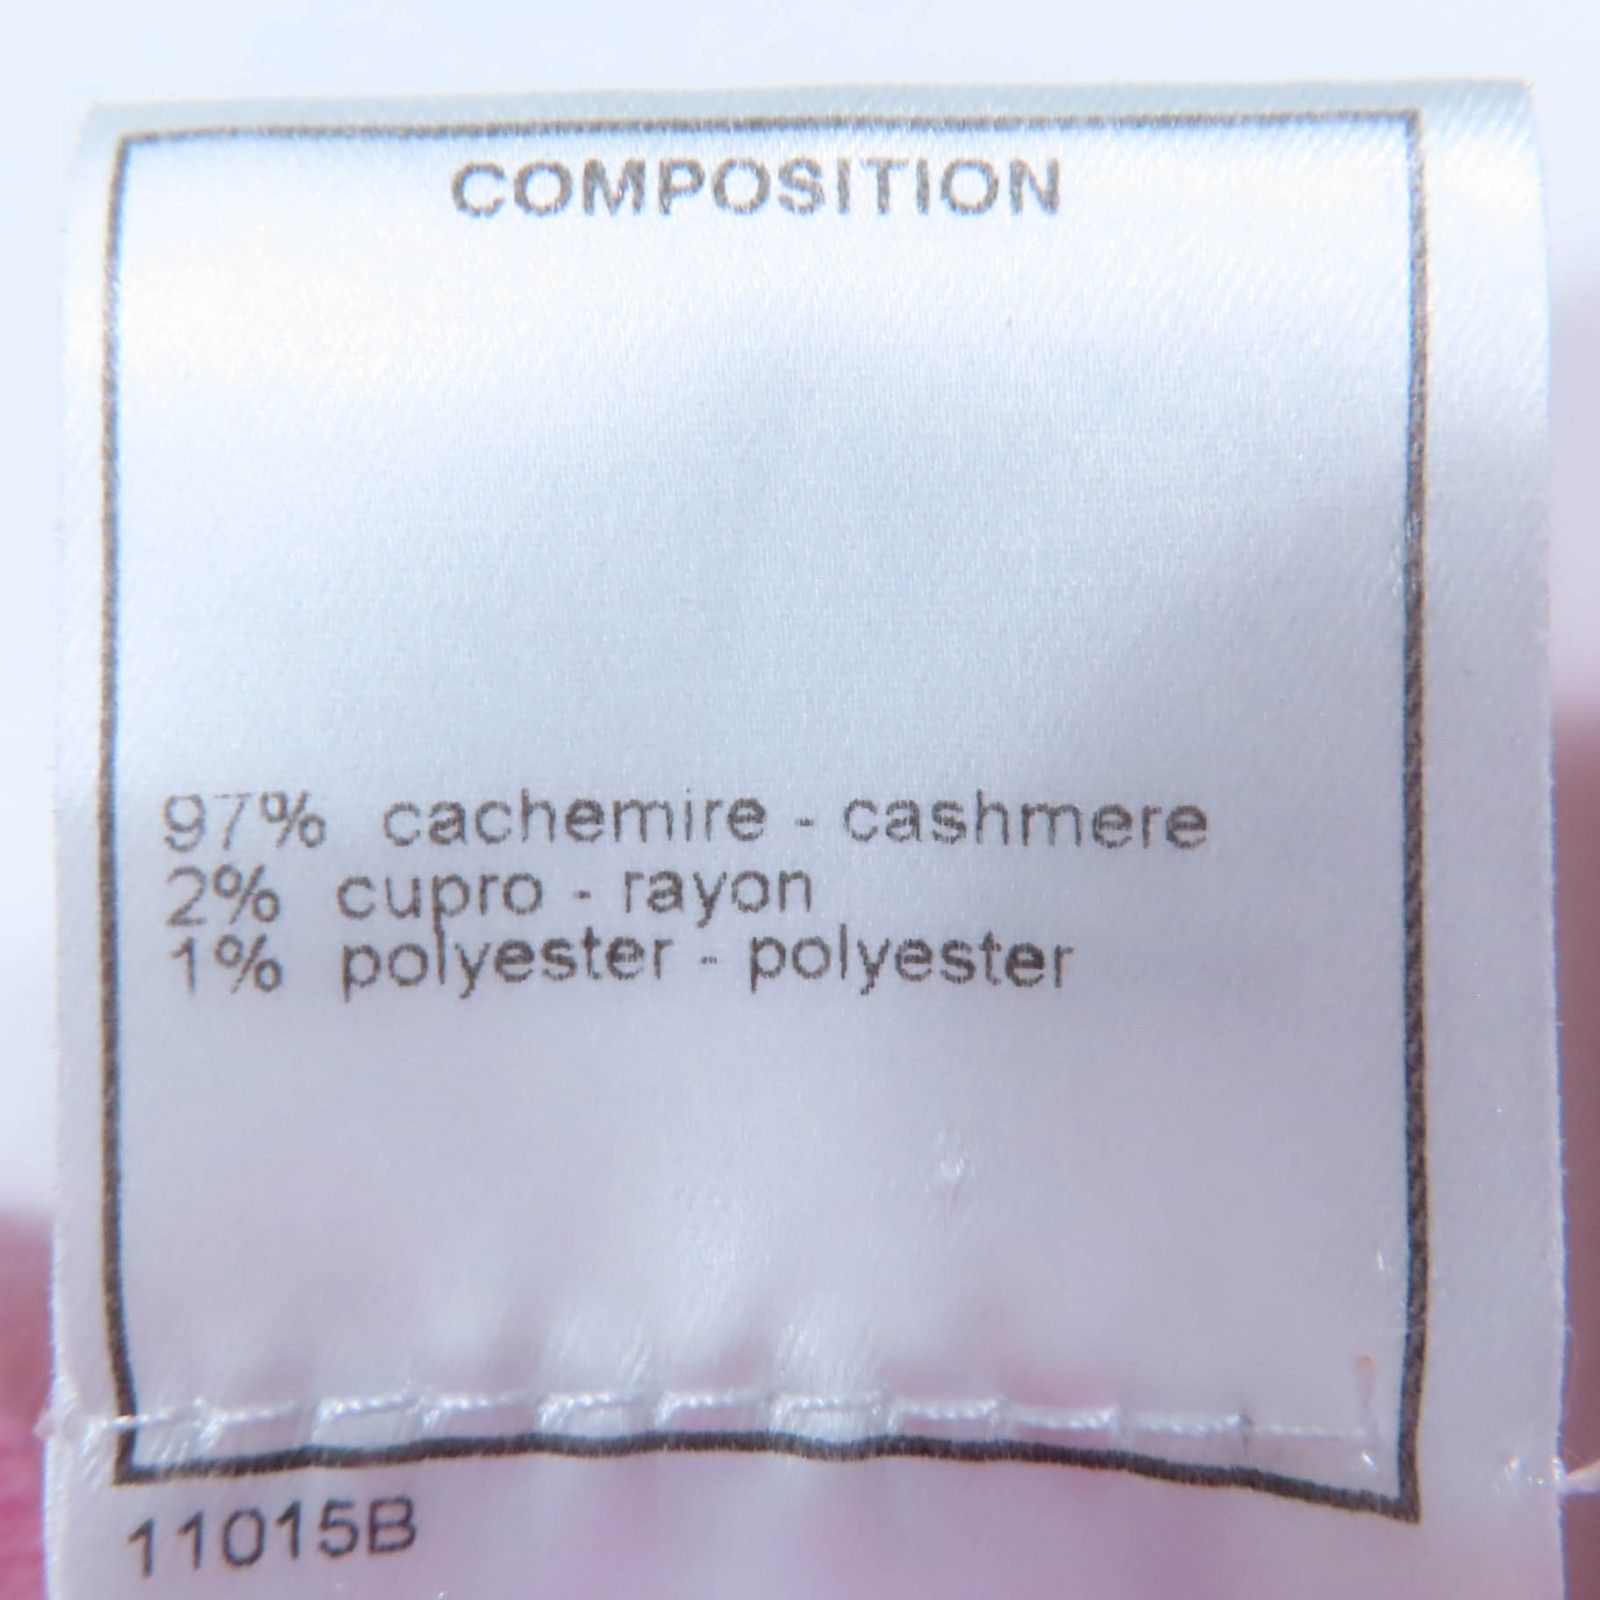 COMPOSITION
97% cachemire - cashmere
2% cupro - rayon
1% polyester - polyester
11015B